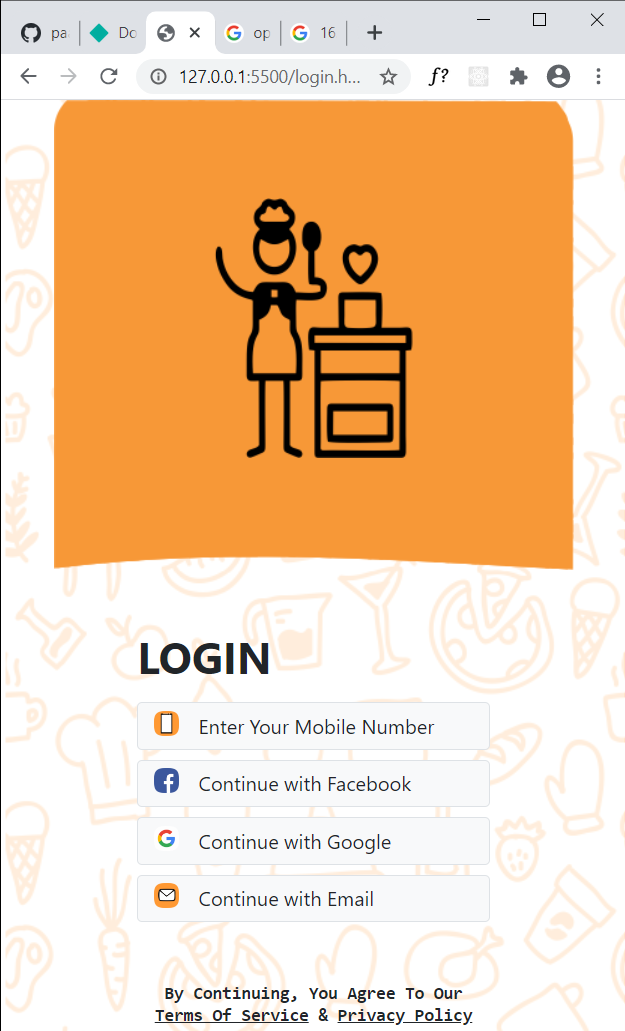 pa
Do
op
16
127.0.0.1:5500/login.h...
f?
LOGIN
Enter Your Mobile Number
Continue with Facebook
Continue with Google
Continue with Email
By Continuing, You Agree To Our
Terms Of Service & Privacy Policy